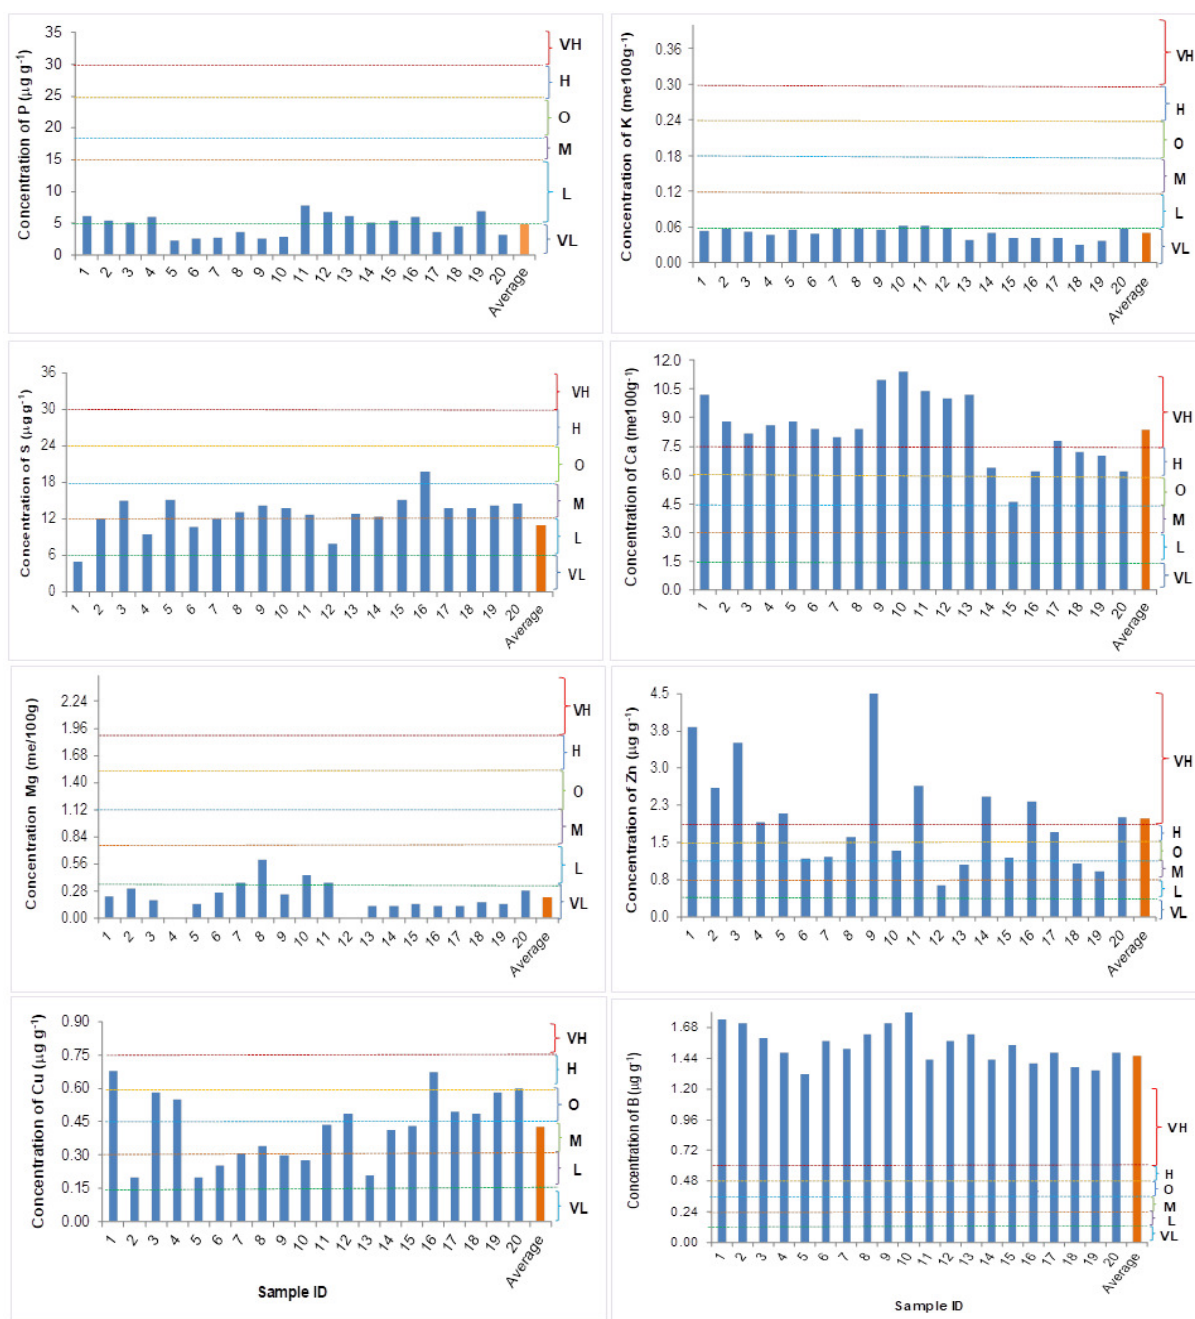 Concentration of P (µg g⁻¹)
35
30
25
20
15
10
5
0
VH
H
O
M
L
VL
1 2 3 4 5 6 7 8 9 10 11 12 13 14 15 16 17 18 19 20 Average
Concentration of K (me100g⁻¹)
0.36
0.30
0.24
0.18
0.12
0.06
0.00
VH
H
O
M
L
VL
1 2 3 4 5 6 7 8 9 10 11 12 13 14 15 16 17 18 19 20 Average
Concentration of S (µg g⁻¹)
36
30
24
18
12
6
0
VH
H
O
M
L
VL
1 2 3 4 5 6 7 8 9 10 11 12 13 14 15 16 17 18 19 20 Average
Concentration of Ca (me100g⁻¹)
12.0
10.5
9.0
7.5
6.0
4.5
3.0
1.5
0.0
VH
H
O
M
L
VL
1 2 3 4 5 6 7 8 9 10 11 12 13 14 15 16 17 18 19 20 Average
Concentration Mg (me/100g)
2.24
1.96
1.68
1.40
1.12
0.84
0.56
0.28
0.00
VH
H
O
M
L
VL
1 2 3 4 5 6 7 8 9 10 11 12 13 14 15 16 17 18 19 20 Average
Concentration of Zn (µg g⁻¹)
4.5
3.8
3.0
2.3
1.5
0.8
0.0
VH
H
O
M
L
VL
1 2 3 4 5 6 7 8 9 10 11 12 13 14 15 16 17 18 19 20 Average
Concentration of Cu (µg g⁻¹)
0.90
0.75
0.60
0.45
0.30
0.15
0.00
VH
H
O
M
L
VL
1 2 3 4 5 6 7 8 9 10 11 12 13 14 15 16 17 18 19 20 Average
Sample ID
Concentration of B (µg g⁻¹)
1.68
1.44
1.20
0.96
0.72
0.48
0.24
0.00
VH
H
O
M
L
VL
1 2 3 4 5 6 7 8 9 10 11 12 13 14 15 16 17 18 19 20 Average
Sample ID